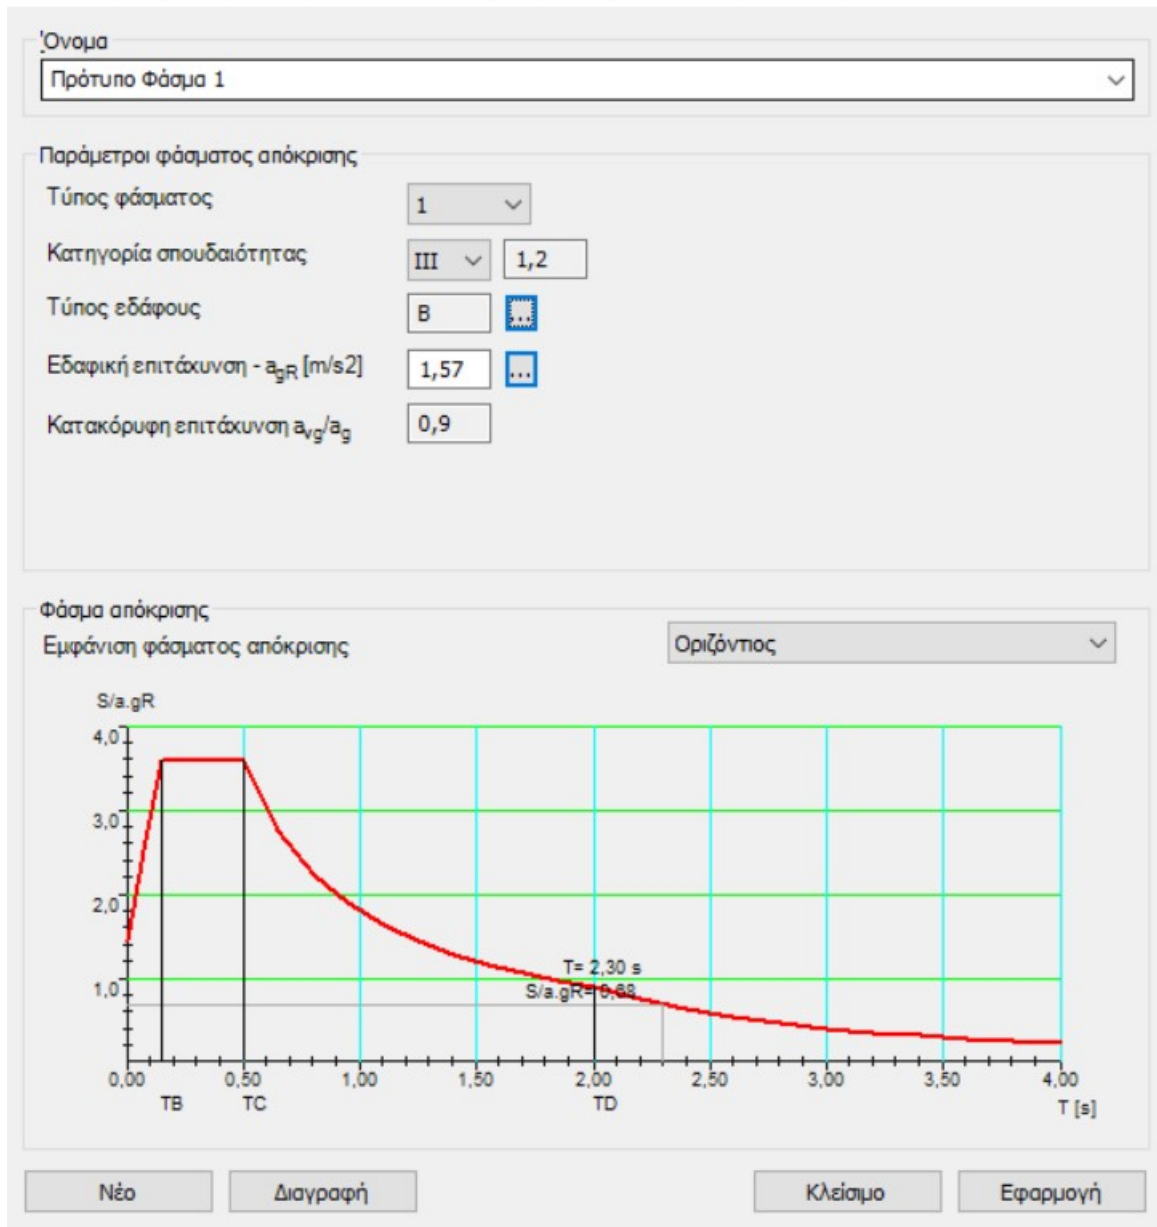 Όνομα
Πρότυπο Φάσμα 1
Παράμετροι φάσματος απόκρισης
Τύπος φάσματος 1
Κατηγορία σπουδαιότητας III 1,2
Τύπος εδάφους B ...
Εδαφική επιτάχυνση - agR [m/s2] 1,57 ...
Κατακόρυφη επιτάχυνση avg/ag 0,9
Φάσμα απόκρισης
Εμφάνιση φάσματος απόκρισης Οριζόντιος
S/a.gR
4,0
3,0
2,0
T= 2,30 s
1,0 S/a.gR= 0,68
0,00 0,50 1,00 1,50 2,00 2,50 3,00 3,50 4,00
TB TC TD T [s]
Νέο Διαγραφή Κλείσιμο Εφαρμογή